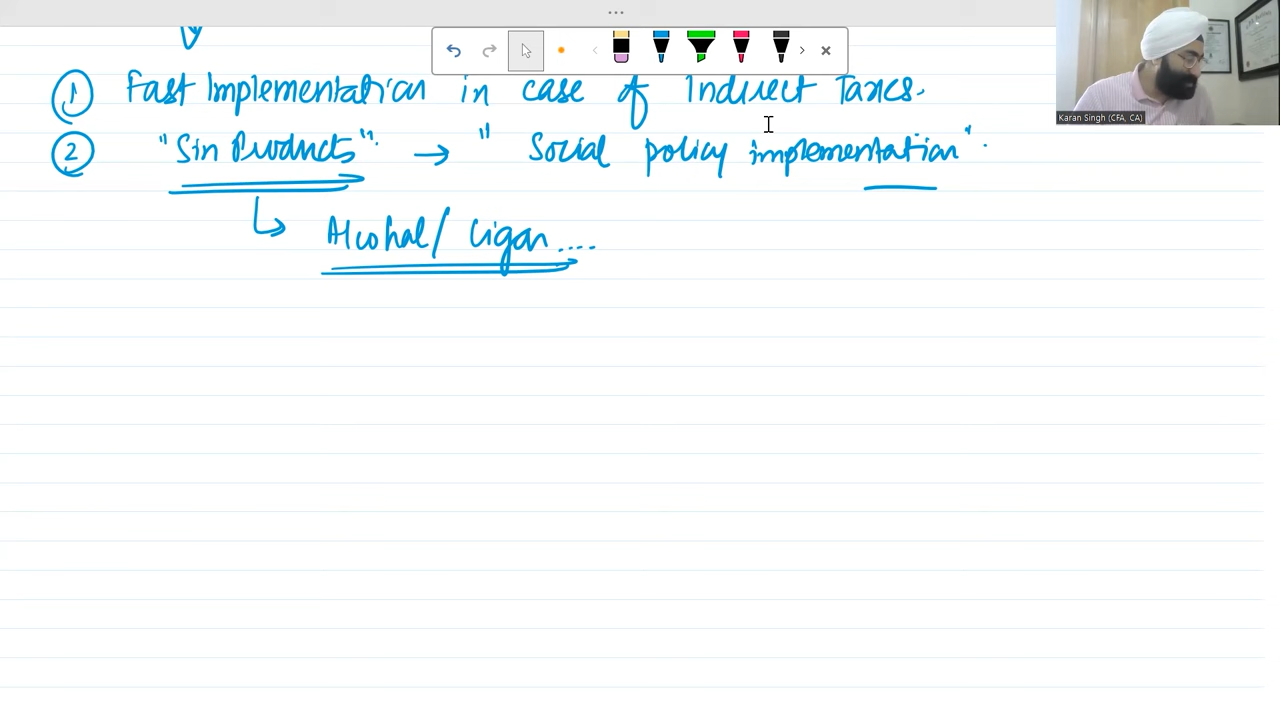 ① Fast Implementation in case of Indirect Taxes.
② "Sin Products". → "Social policy implementation".
↳ Alcohal/ Cigar....
Karan Singh (CFA, CA)